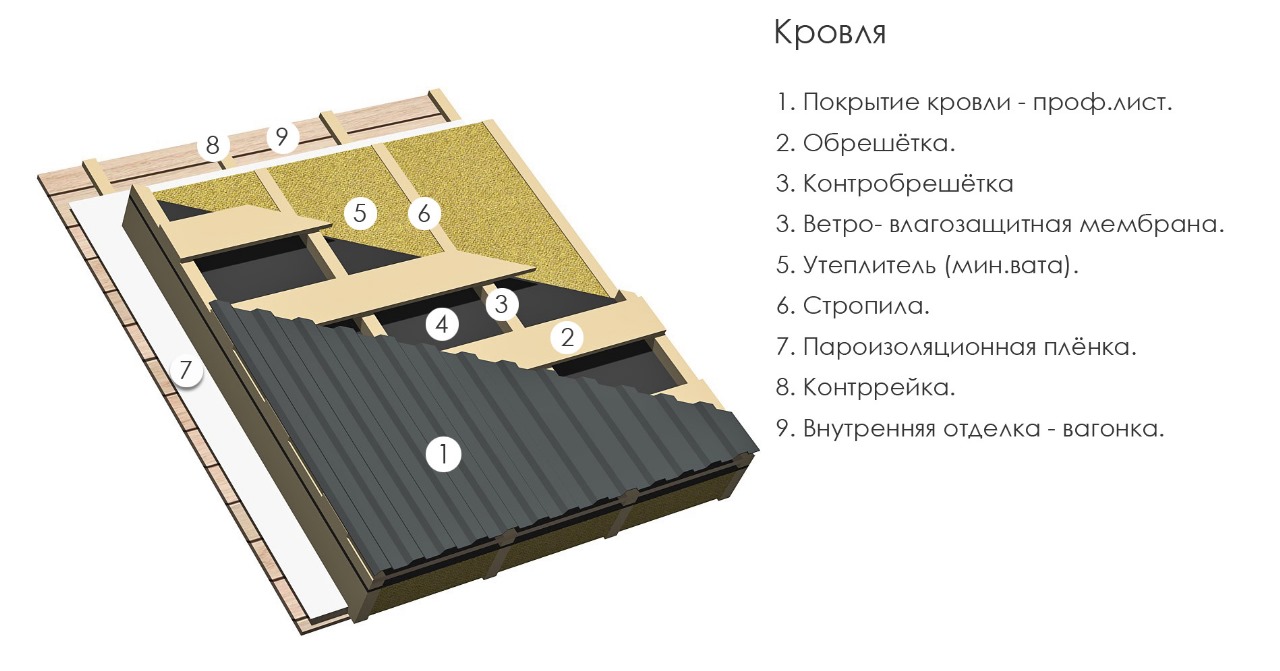 Кровля
1. Покрытие кровли - проф.лист.
2. Обрешётка.
3. Контробрешётка
3. Ветро- влагозащитная мембрана.
5. Утеплитель (мин.вата).
6. Стропила.
7. Пароизоляционная плёнка.
8. Контррейка.
9. Внутренняя отделка - вагонка.
8
9
5
6
3
4
2
7
1